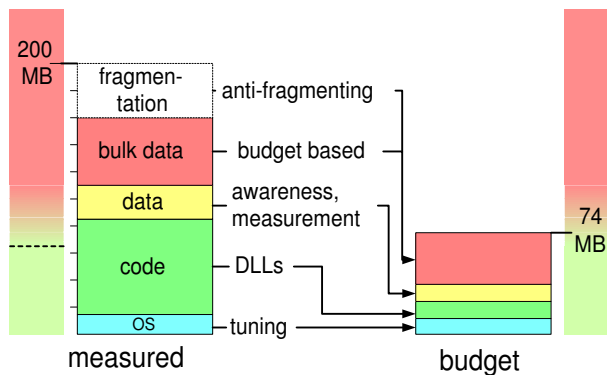 200
MB
fragmen-
tation
anti-fragmenting
bulk data
budget based
data
awareness,
measurement
74
MB
code
DLLs
OS
tuning
measured
budget